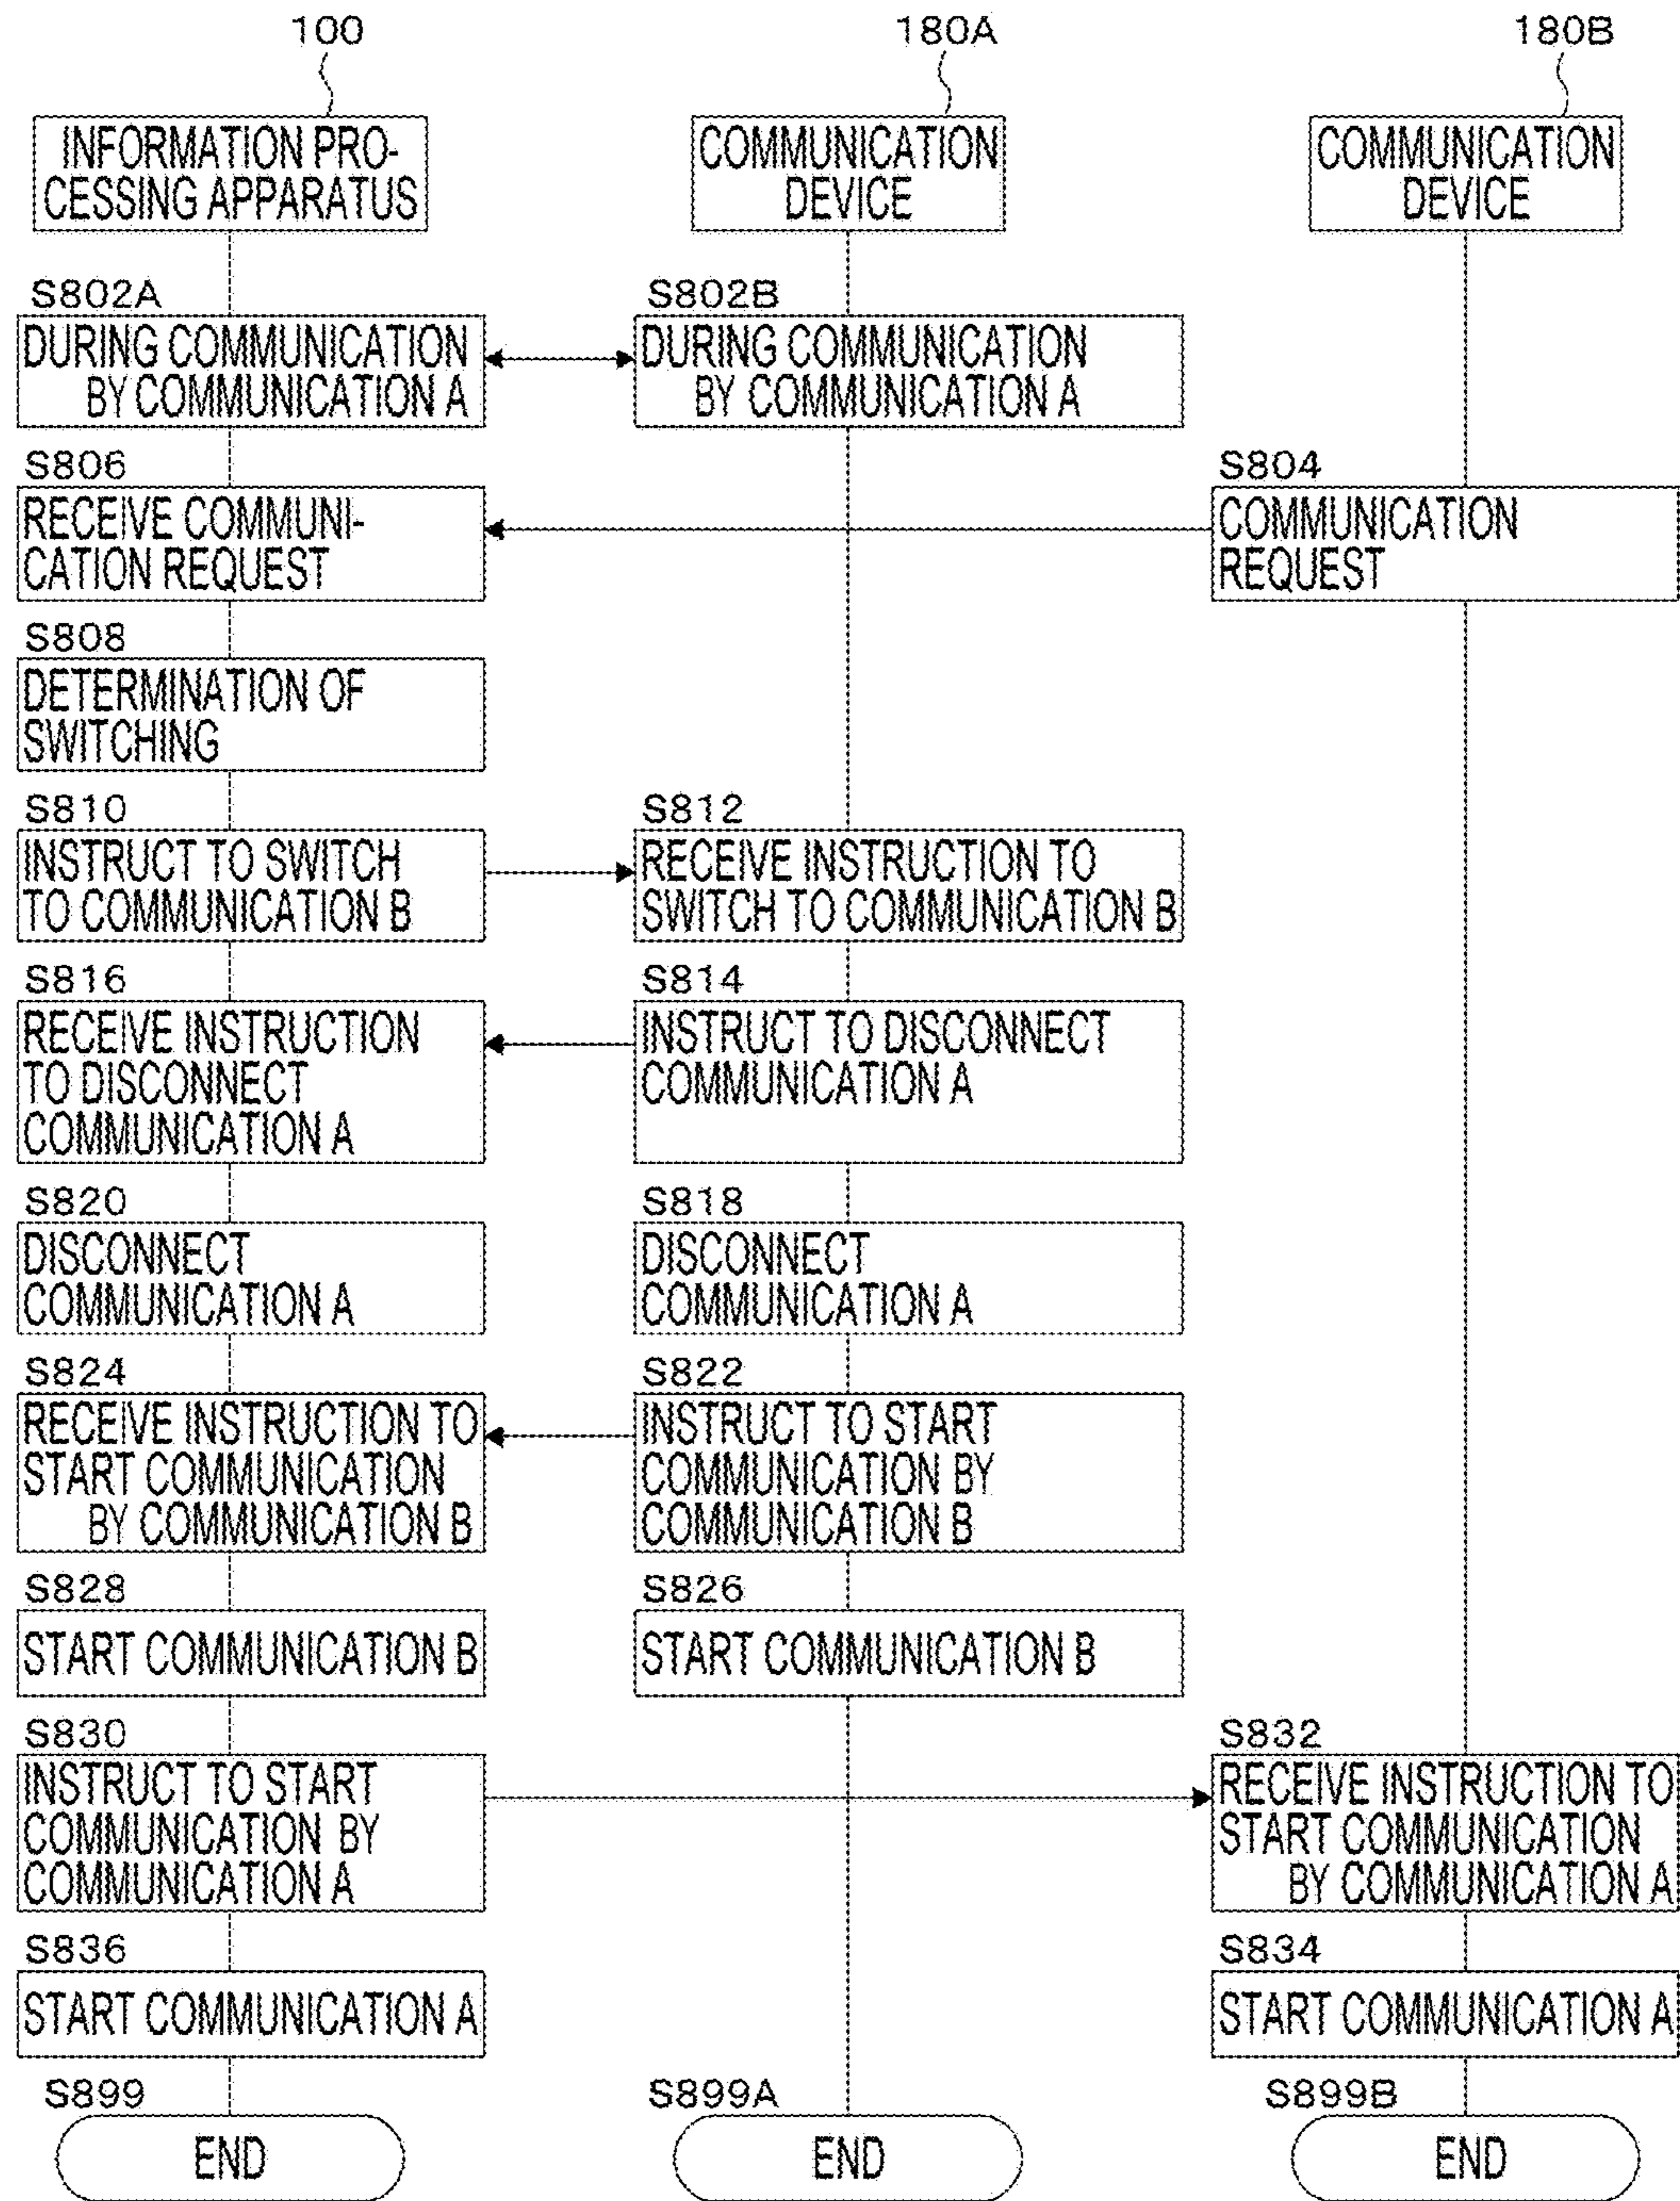 100
180A
180B
INFORMATION PRO-
CESSING APPARATUS
COMMUNICATION
DEVICE
COMMUNICATION
DEVICE
S802A
DURING COMMUNICATION
BY COMMUNICATION A
S802B
DURING COMMUNICATION
BY COMMUNICATION A
S806
RECEIVE COMMUNI-
CATION REQUEST
S804
COMMUNICATION
REQUEST
S808
DETERMINATION OF
SWITCHING
S810
INSTRUCT TO SWITCH
TO COMMUNICATION B
S812
RECEIVE INSTRUCTION TO
SWITCH TO COMMUNICATION B
S816
RECEIVE INSTRUCTION
TO DISCONNECT
COMMUNICATION A
S814
INSTRUCT TO DISCONNECT
COMMUNICATION A
S820
DISCONNECT
COMMUNICATION A
S818
DISCONNECT
COMMUNICATION A
S824
RECEIVE INSTRUCTION TO
START COMMUNICATION
BY COMMUNICATION B
S822
INSTRUCT TO START
COMMUNICATION BY
COMMUNICATION B
S828
START COMMUNICATION B
S826
START COMMUNICATION B
S830
INSTRUCT TO START
COMMUNICATION BY
COMMUNICATION A
S832
RECEIVE INSTRUCTION TO
START COMMUNICATION
BY COMMUNICATION A
S836
START COMMUNICATION A
S834
START COMMUNICATION A
S899
END
S899A
END
S899B
END